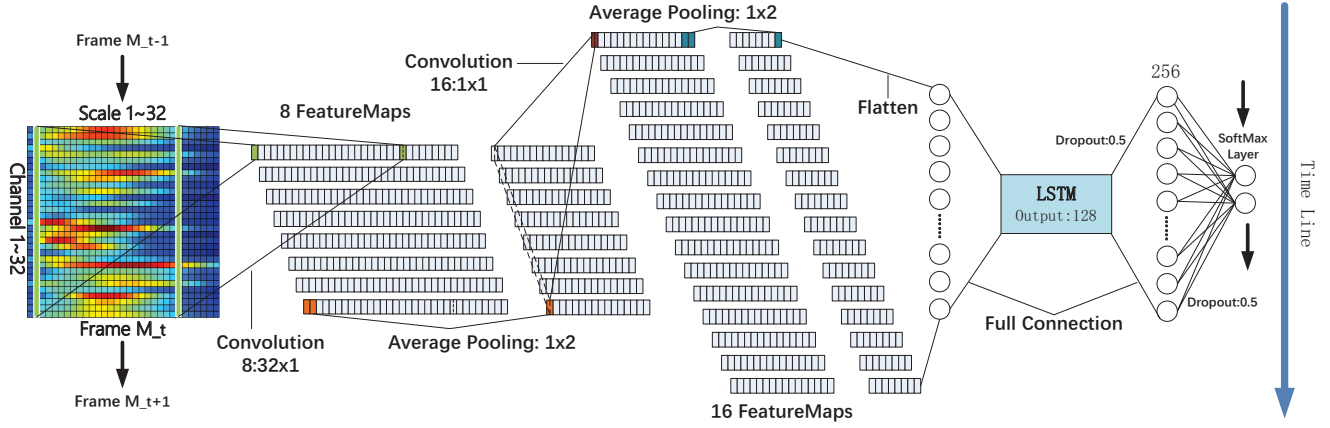 Average Pooling: 1x2
Frame M_t-1
Convolution
16:1x1
256
Scale 1~32
8 FeatureMaps
Flatten
Dropout:0.5
SoftMax
Layer
Channel 1~32
LSTM
Output:128
Time Line
Frame M_t
Convolution
8:32x1
Average Pooling: 1x2
Full Connection
Dropout:0.5
Frame M_t+1
16 FeatureMaps